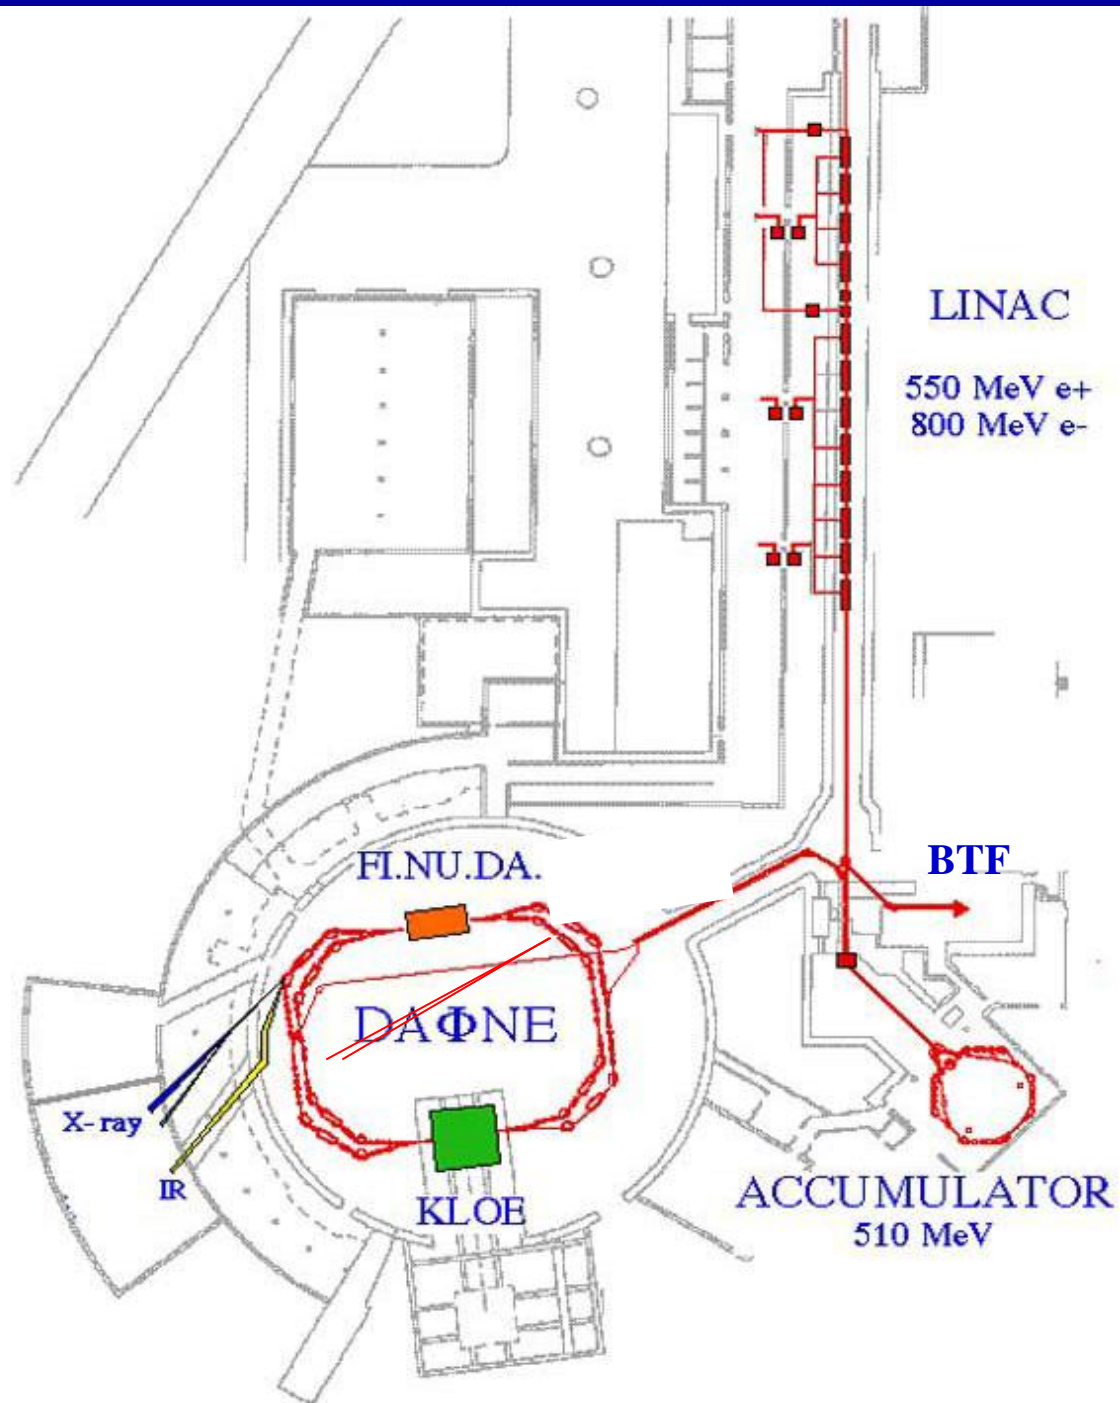 LINAC
550 MeV e+
800 MeV e-
BTF
FI.NU.DA.
DAΦNE
X- ray
IR
KLOE
ACCUMULATOR
510 MeV